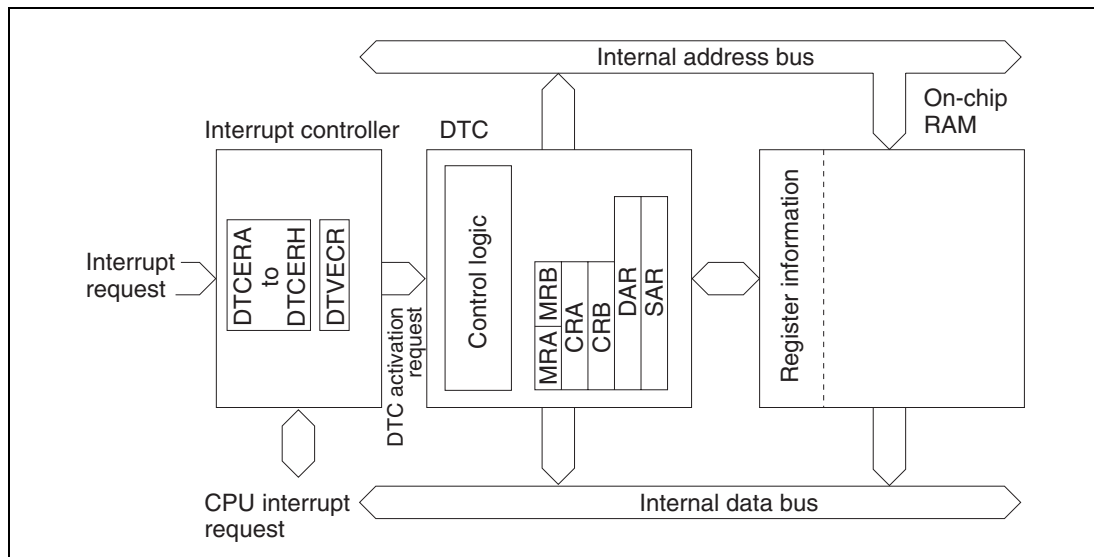 Internal address bus
On-chip
RAM
Interrupt controller
DTC
Interrupt
request
DTCERA
to
DTCERH
DTVECR
DTC activation
request
Control logic
MRA
MRB
CRA
CRB
DAR
SAR
Register information
CPU interrupt
request
Internal data bus